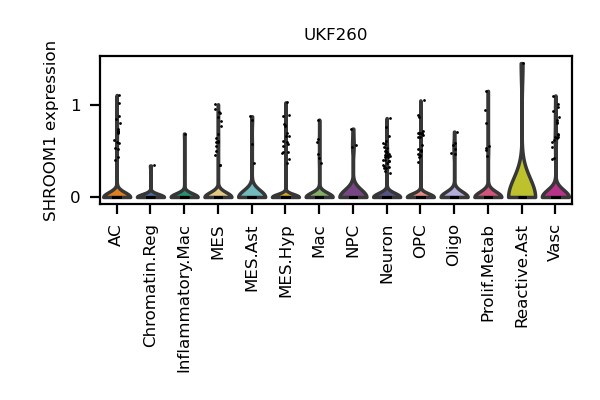 UKF260
SHROOM1 expression
1
0
AC
Chromatin.Reg
Inflammatory.Mac
MES
MES.Ast
MES.Hyp
Mac
NPC
Neuron
OPC
Oligo
Prolif.Metab
Reactive.Ast
Vasc